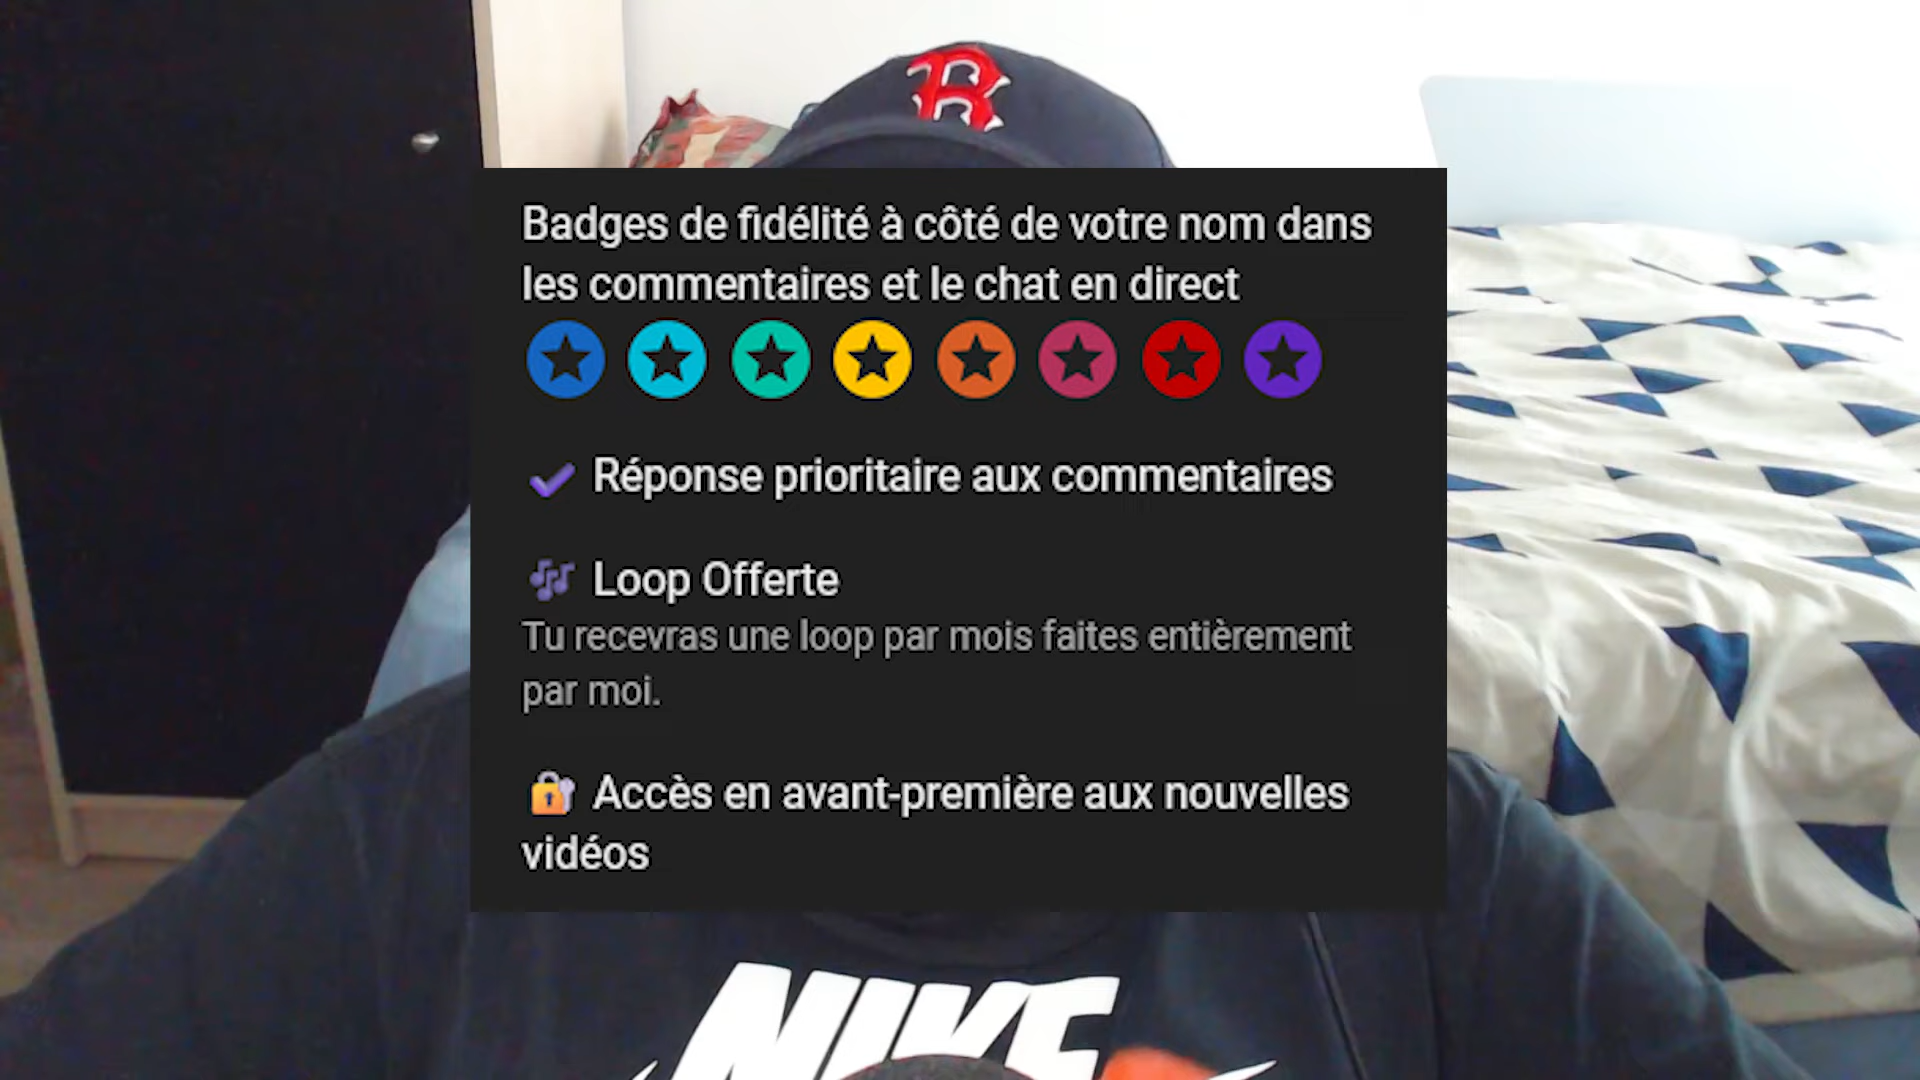 B
Badges de fidélité à côté de votre nom dans
les commentaires et le chat en direct
Réponse prioritaire aux commentaires
Loop Offerte
Tu recevras une loop par mois faites entièrement
par moi.
Accès en avant-première aux nouvelles
vidéos
NIKE